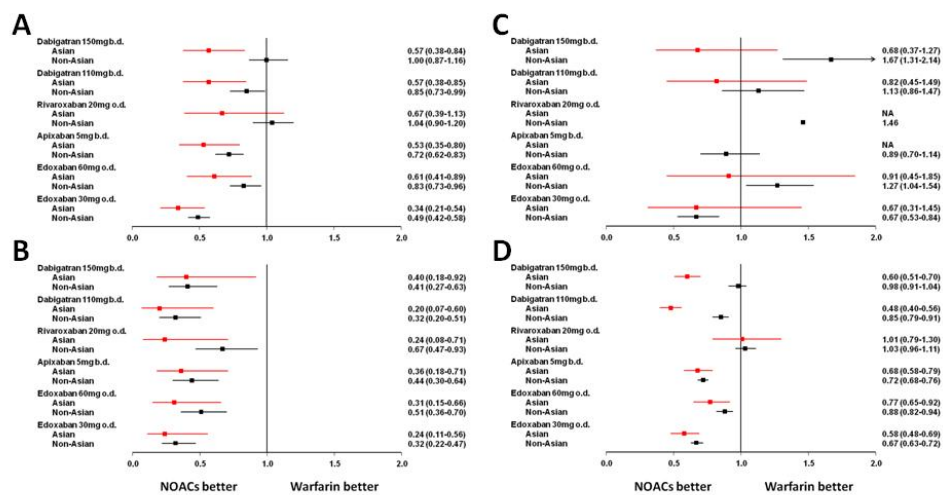 A
Dabigatran 150mg b.d.
Asian 0.57 (0.38-0.84)
Non-Asian 1.00 (0.87-1.16)
Dabigatran 110mg b.d.
Asian 0.57 (0.38-0.85)
Non-Asian 0.85 (0.73-0.99)
Rivaroxaban 20mg o.d.
Asian 0.67 (0.39-1.13)
Non-Asian 1.04 (0.90-1.20)
Apixaban 5mg b.d.
Asian 0.53 (0.35-0.80)
Non-Asian 0.72 (0.62-0.83)
Edoxaban 60mg o.d.
Asian 0.61 (0.41-0.89)
Non-Asian 0.83 (0.73-0.96)
Edoxaban 30mg o.d.
Asian 0.34 (0.21-0.54)
Non-Asian 0.49 (0.42-0.58)
0.0 0.5 1.0 1.5 2.0
B
Dabigatran 150mg b.d.
Asian 0.40 (0.18-0.92)
Non-Asian 0.41 (0.27-0.63)
Dabigatran 110mg b.d.
Asian 0.20 (0.07-0.60)
Non-Asian 0.32 (0.20-0.51)
Rivaroxaban 20mg o.d.
Asian 0.24 (0.08-0.71)
Non-Asian 0.67 (0.47-0.93)
Apixaban 5mg b.d.
Asian 0.36 (0.18-0.71)
Non-Asian 0.44 (0.30-0.64)
Edoxaban 60mg o.d.
Asian 0.31 (0.15-0.66)
Non-Asian 0.51 (0.36-0.70)
Edoxaban 30mg o.d.
Asian 0.24 (0.11-0.56)
Non-Asian 0.32 (0.22-0.47)
0.0 0.5 1.0 1.5 2.0
NOACs better Warfarin better
C
Dabigatran 150mg b.d.
Asian 0.68 (0.37-1.27)
Non-Asian 1.67 (1.31-2.14)
Dabigatran 110mg b.d.
Asian 0.82 (0.45-1.49)
Non-Asian 1.13 (0.86-1.47)
Rivaroxaban 20mg o.d.
Asian NA
Non-Asian 1.46
Apixaban 5mg b.d.
Asian NA
Non-Asian 0.89 (0.70-1.14)
Edoxaban 60mg o.d.
Asian 0.91 (0.45-1.85)
Non-Asian 1.27 (1.04-1.54)
Edoxaban 30mg o.d.
Asian 0.67 (0.31-1.45)
Non-Asian 0.67 (0.53-0.84)
0.0 0.5 1.0 1.5 2.0
D
Dabigatran 150mg b.d.
Asian 0.60 (0.51-0.70)
Non-Asian 0.98 (0.91-1.04)
Dabigatran 110mg b.d.
Asian 0.48 (0.40-0.56)
Non-Asian 0.85 (0.79-0.91)
Rivaroxaban 20mg o.d.
Asian 1.01 (0.79-1.30)
Non-Asian 1.03 (0.96-1.11)
Apixaban 5mg b.d.
Asian 0.68 (0.58-0.79)
Non-Asian 0.72 (0.68-0.76)
Edoxaban 60mg o.d.
Asian 0.77 (0.65-0.92)
Non-Asian 0.88 (0.82-0.94)
Edoxaban 30mg o.d.
Asian 0.58 (0.48-0.69)
Non-Asian 0.67 (0.63-0.72)
0.0 0.5 1.0 1.5 2.0
NOACs better Warfarin better